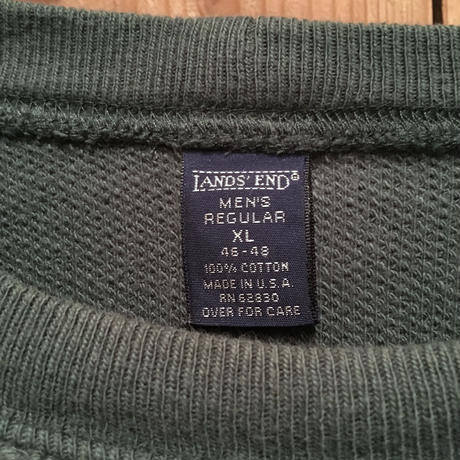 LANDS' END®
MEN'S
REGULAR
XL
46-48
100% COTTON
MADE IN U.S.A.
RN 62830
OVER FOR CARE